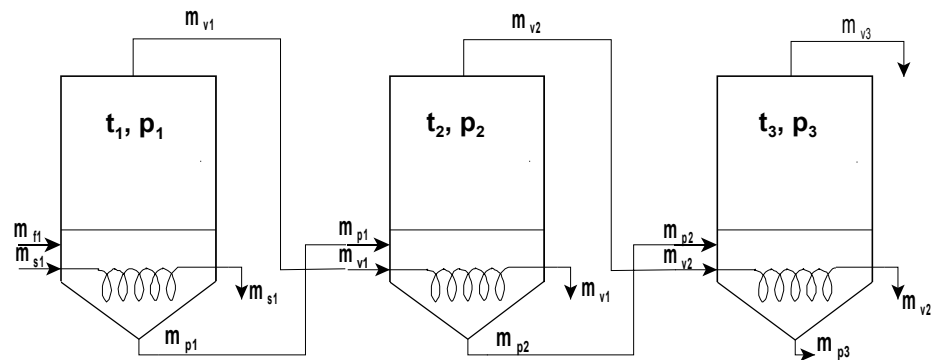 m v1
m v2
m v3
t1, p1
t2, p2
t3, p3
m f1
m s1
m s1
m p1
m p1
m v1
m v1
m p2
m p2
m v2
m v2
m p3